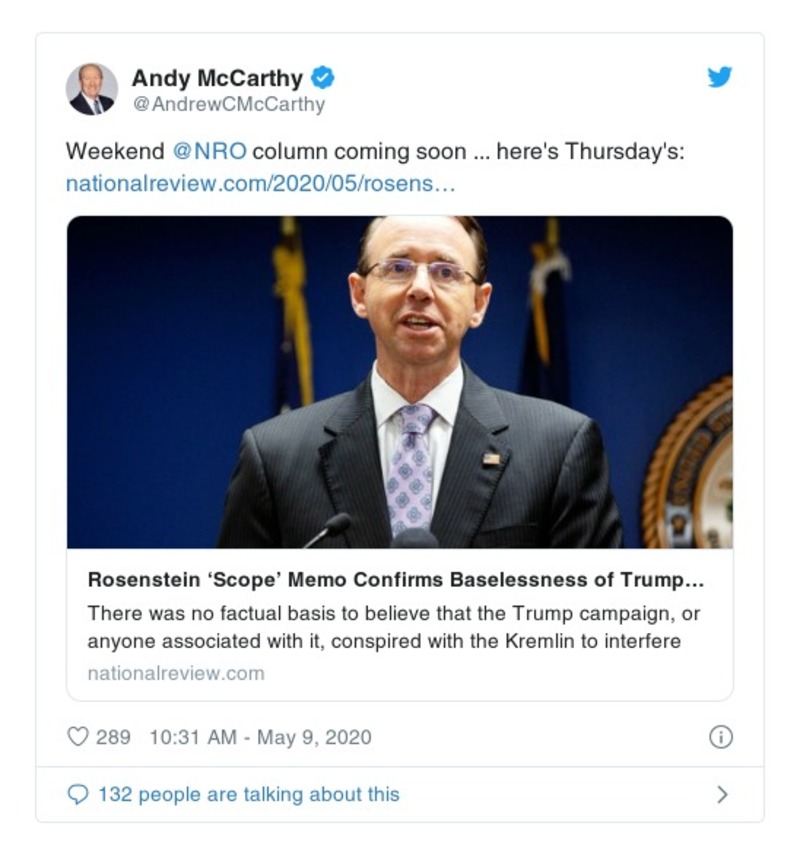 Andy McCarthy
@AndrewCMcCarthy
Weekend @NRO column coming soon ... here's Thursday's:
nationalreview.com/2020/05/rosens…
Rosenstein ‘Scope’ Memo Confirms Baselessness of Trump…
There was no factual basis to believe that the Trump campaign, or
anyone associated with it, conspired with the Kremlin to interfere
nationalreview.com
289 10:31 AM - May 9, 2020
132 people are talking about this